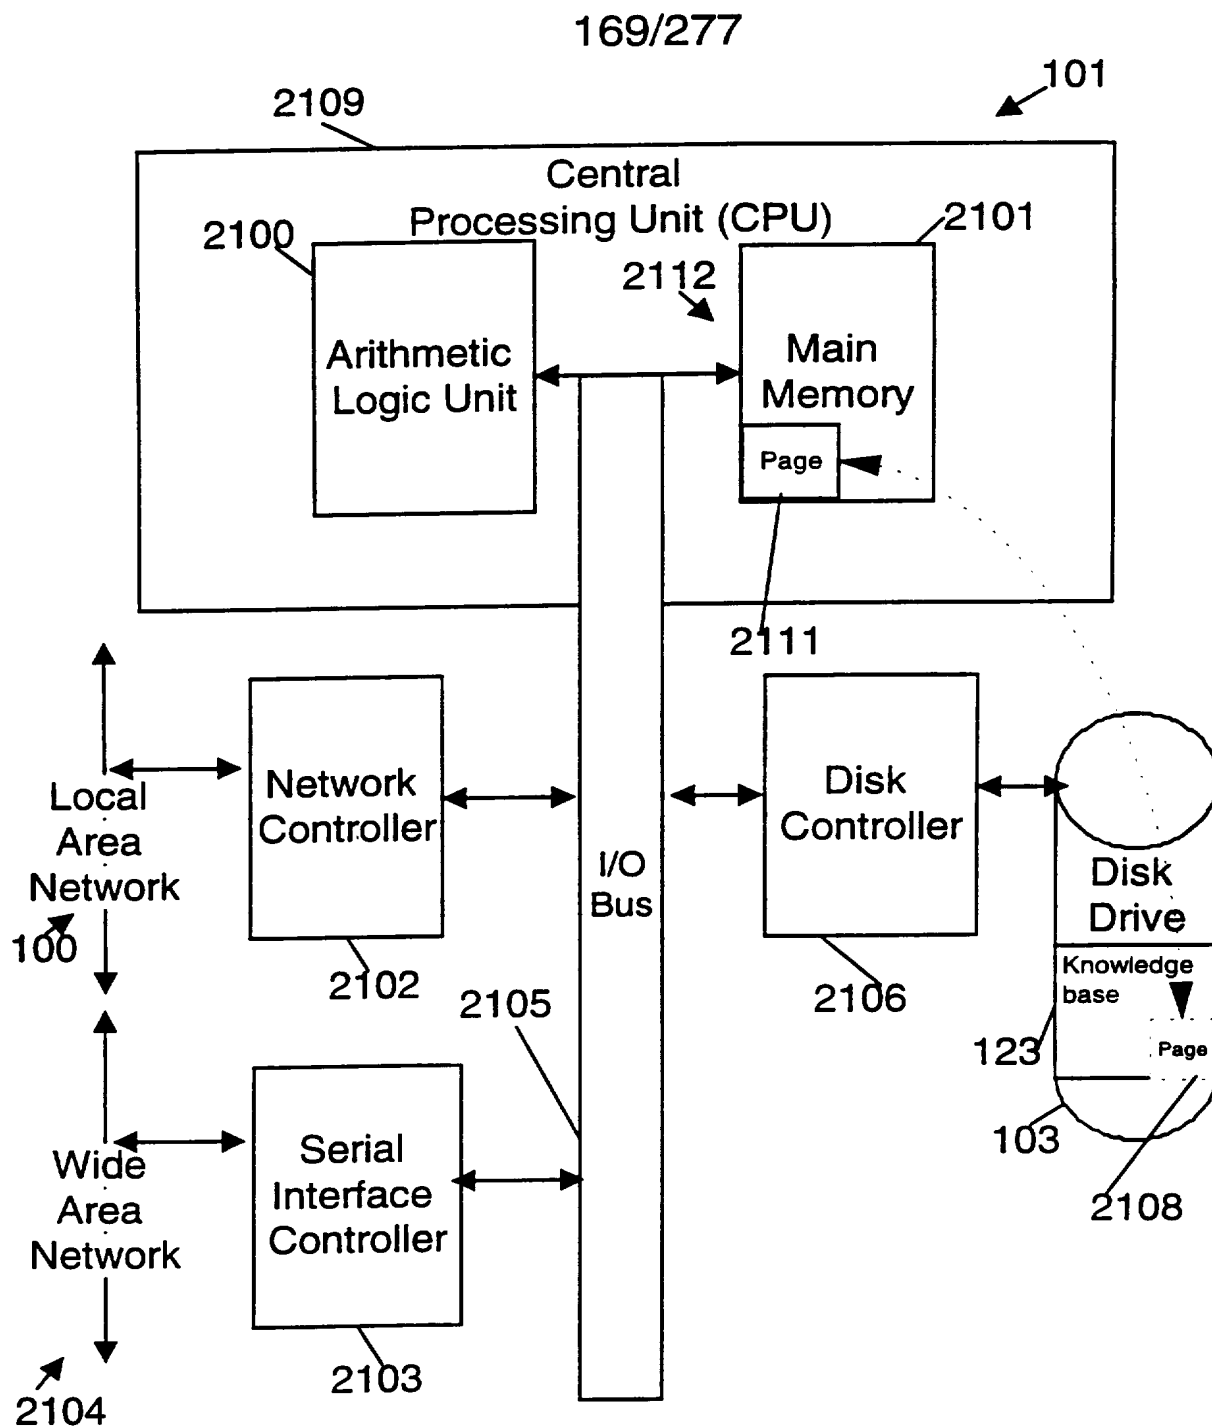 169/277
101
2109
Central
Processing Unit (CPU)
2100
2101
2112
Arithmetic
Logic Unit
Main
Memory
Page
2111
Local
Area
Network
100
Network
Controller
2102
I/O
Bus
Disk
Controller
2106
Disk
Drive
Knowledge
base
Page
123
103
2108
2105
Wide
Area
Network
2104
Serial
Interface
Controller
2103